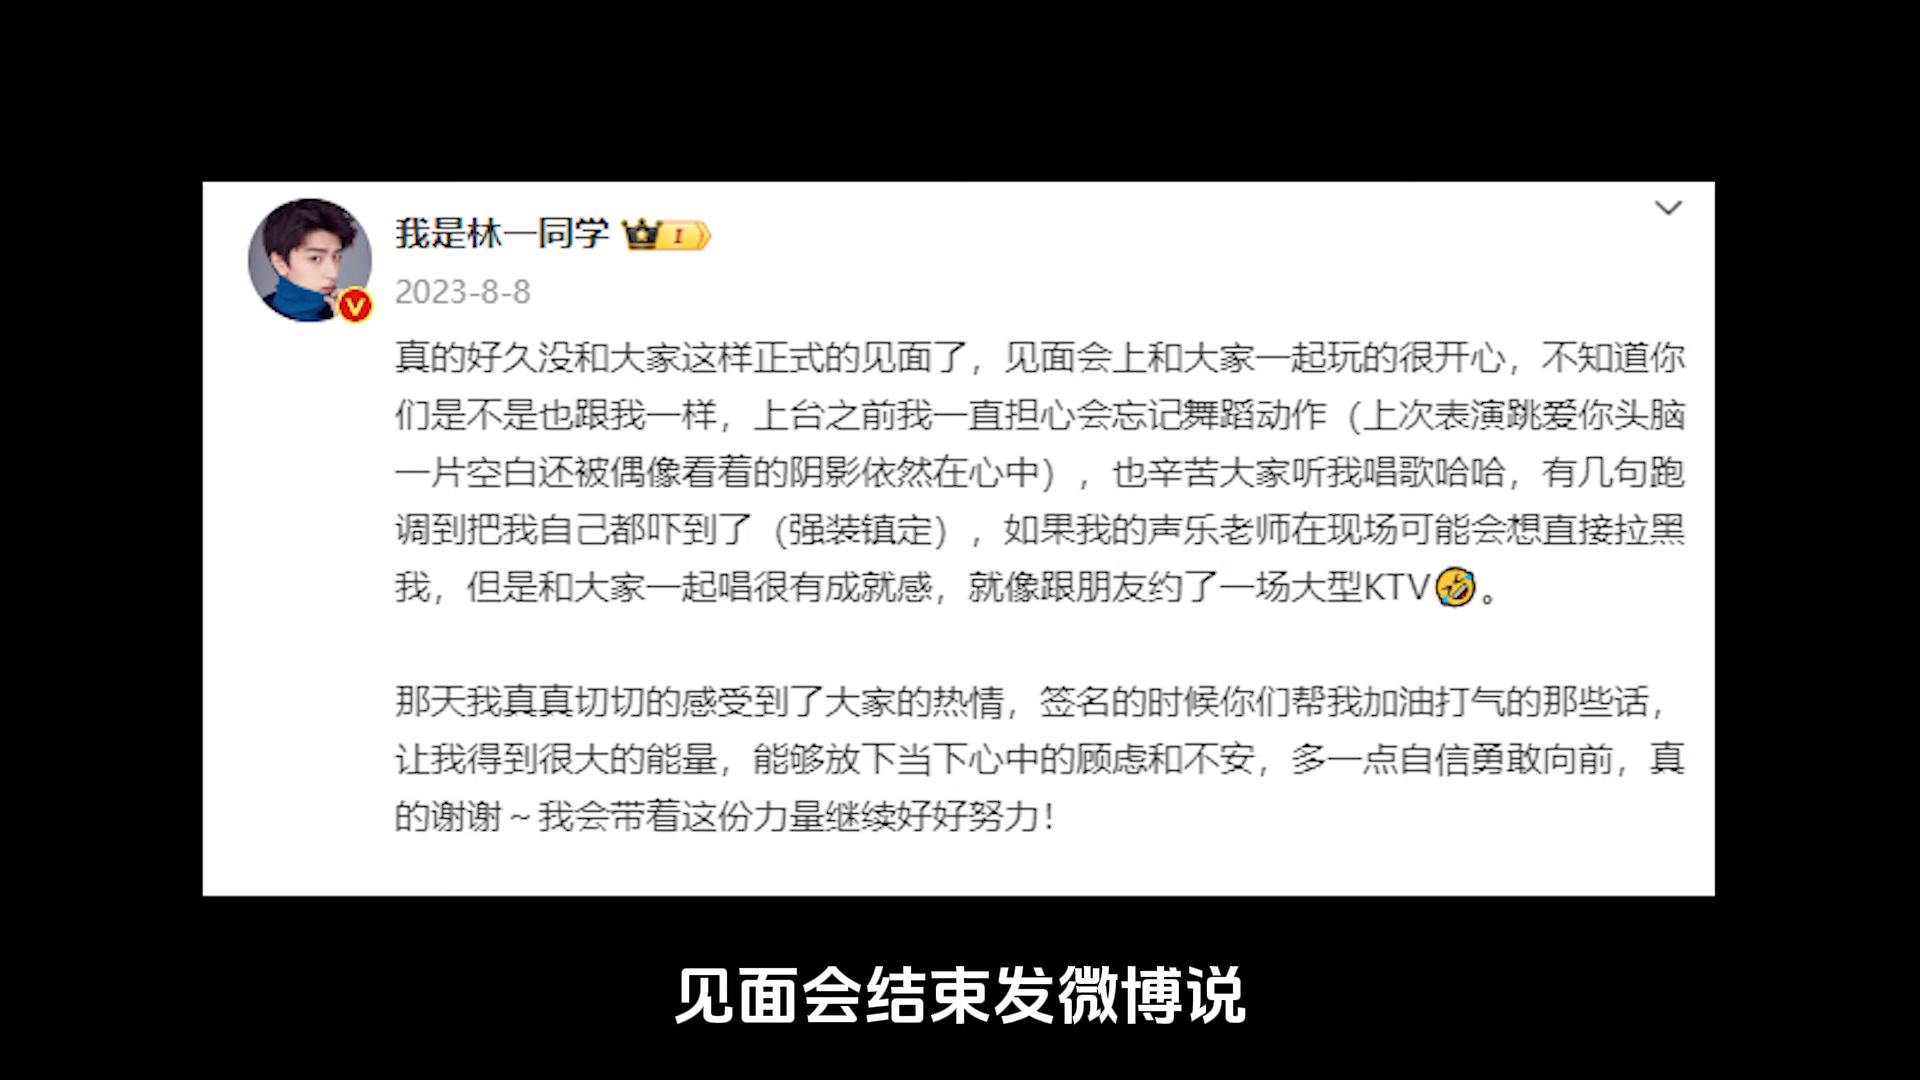 我是林一同学
I
2023-8-8
真的好久没和大家这样正式的见面了，见面会上和大家一起玩的很开心，不知道你
们是不是也跟我一样，上台之前我一直担心会忘记舞蹈动作（上次表演跳爱你头脑
一片空白还被偶像看着的阴影依然在心中），也辛苦大家听我唱歌哈哈，有几句跑
调到把我自己都吓到了（强装镇定），如果我的声乐老师在现场可能会想直接拉黑
我，但是和大家一起唱很有成就感，就像跟朋友约了一场大型KTV🤣。
那天我真真切切的感受到了大家的热情，签名的时候你们帮我加油打气的那些话，
让我得到很大的能量，能够放下当下心中的顾虑和不安，多一点自信勇敢向前，真
的谢谢～我会带着这份力量继续好好努力！
见面会结束发微博说